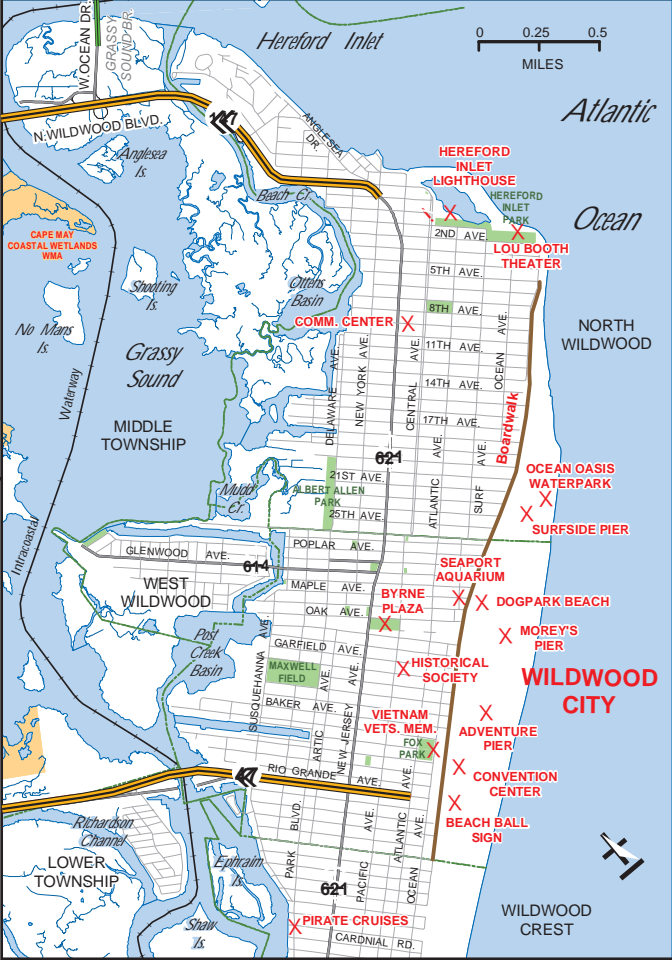 W.OCEAN DR.
GRASSY
SOUND BR.
Hereford Inlet
0 0.25 0.5
MILES
Atlantic
Ocean
147
N.WILDWOOD BLVD.
ANGLESEA
DR.
Anglesea
Is.
Beach Cr.
HEREFORD
INLET
LIGHTHOUSE
HEREFORD
INLET
PARK
2ND AVE.
LOU BOOTH
THEATER
CAPE MAY
COASTAL WETLANDS
WMA
5TH AVE.
Shooting
Is.
Ottens
Basin
8TH AVE.
COMM. CENTER
No Mans
Is.
NORTH
WILDWOOD
11TH AVE.
Grassy
Sound
14TH AVE.
DELAWARE AVE.
NEW YORK AVE.
CENTRAL AVE.
OCEAN AVE.
Waterway
17TH AVE.
Boardwalk
MIDDLE
TOWNSHIP
621
21ST AVE.
ALBERT ALLEN
PARK
25TH AVE.
ATLANTIC AVE.
SURF AVE.
OCEAN OASIS
WATERPARK
SURFSIDE PIER
Intracoastal
GLENWOOD AVE.
POPLAR AVE.
614
SEAPORT
AQUARIUM
WEST
WILDWOOD
MAPLE AVE.
BYRNE
PLAZA
DOGPARK BEACH
OAK AVE.
MOREY'S
PIER
Post
Creek
Basin
SUSQUEHANNA AVE.
GARFIELD AVE.
MAXWELL
FIELD
HISTORICAL
SOCIETY
WILDWOOD
CITY
BAKER AVE.
ARTIC AVE.
NEW JERSEY AVE.
VIETNAM
VETS. MEM.
FOX
PARK
ADVENTURE
PIER
47
RIO GRANDE AVE.
CONVENTION
CENTER
BEACH BALL
SIGN
Richardson
Channel
LOWER
TOWNSHIP
Ephraim
Is.
PARK BLVD.
PACIFIC AVE.
ATLANTIC AVE.
OCEAN AVE.
621
Shaw
Is.
PIRATE CRUISES
CARDNIAL RD.
WILDWOOD
CREST